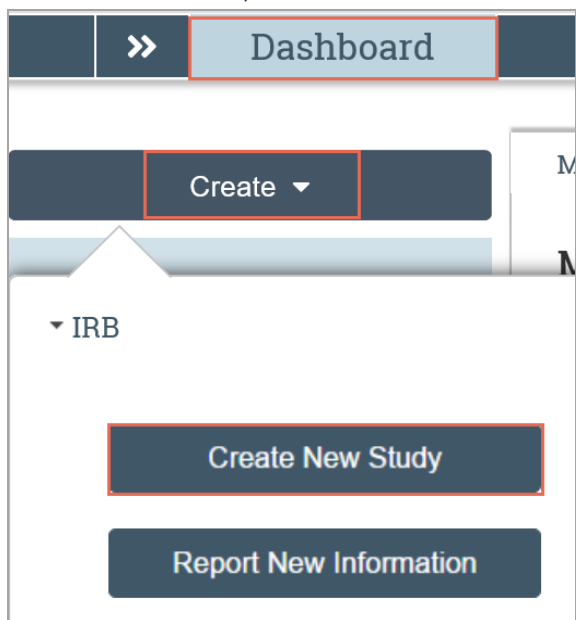 Dashboard
Create
M
M
IRB
Create New Study
Report New Information